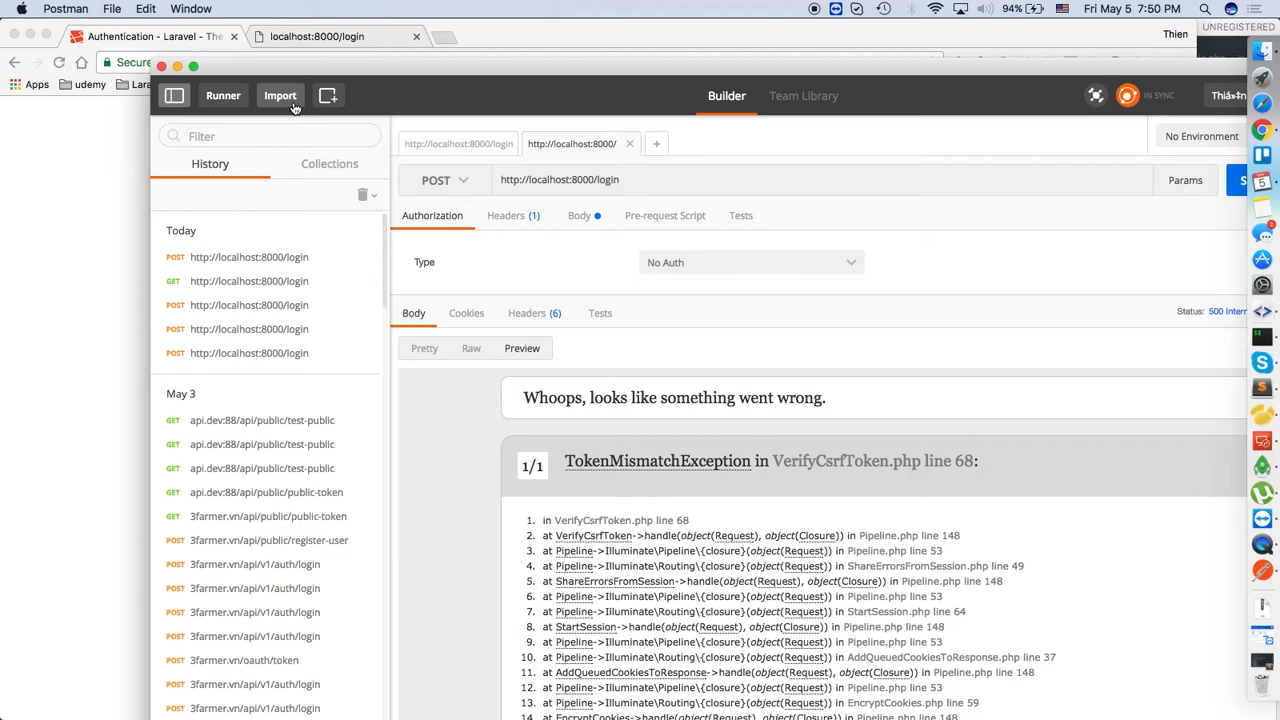 Postman File Edit Window
94% Fri May 5 7:50 PM
UNREGISTERED
Authentication - Laravel - The
localhost:8000/login
Thien
Secure
Apps udemy Lara
Runner
Import
Builder
Team Library
IN SYNC
Filter
No Environment
History
Collections
http://localhost:8000/login
http://localhost:8000/
POST
http://localhost:8000/login
Params
S
Authorization
Headers (1)
Body
Pre-request Script
Tests
Today
POST http://localhost:8000/login
GET http://localhost:8000/login
POST http://localhost:8000/login
POST http://localhost:8000/login
POST http://localhost:8000/login
May 3
GET api.dev:88/api/public/test-public
GET api.dev:88/api/public/test-public
GET api.dev:88/api/public/test-public
GET api.dev:88/api/public/public-token
GET 3farmer.vn/api/public/public-token
POST 3farmer.vn/api/public/register-user
POST 3farmer.vn/api/v1/auth/login
POST 3farmer.vn/api/v1/auth/login
POST 3farmer.vn/api/v1/auth/login
POST 3farmer.vn/api/v1/auth/login
POST 3farmer.vn/oauth/token
POST 3farmer.vn/api/v1/auth/login
POST 3farmer.vn/api/v1/auth/login
Type
No Auth
Body
Cookies
Headers (6)
Tests
Status: 500 Intern
Pretty
Raw
Preview
Whoops, looks like something went wrong.
1/1 TokenMismatchException in VerifyCsrfToken.php line 68:
1. in VerifyCsrfToken.php line 68
2. at VerifyCsrfToken->handle(object(Request), object(Closure)) in Pipeline.php line 148
3. at Pipeline->Illuminate\Pipeline\{closure}(object(Request)) in Pipeline.php line 53
4. at Pipeline->Illuminate\Routing\{closure}(object(Request)) in ShareErrorsFromSession.php line 49
5. at ShareErrorsFromSession->handle(object(Request), object(Closure)) in Pipeline.php line 148
6. at Pipeline->Illuminate\Pipeline\{closure}(object(Request)) in Pipeline.php line 53
7. at Pipeline->Illuminate\Routing\{closure}(object(Request)) in StartSession.php line 64
8. at StartSession->handle(object(Request), object(Closure)) in Pipeline.php line 148
9. at Pipeline->Illuminate\Pipeline\{closure}(object(Request)) in Pipeline.php line 53
10. at Pipeline->Illuminate\Routing\{closure}(object(Request)) in AddQueuedCookiesToResponse.php line 37
11. at AddQueuedCookiesToResponse->handle(object(Request), object(Closure)) in Pipeline.php line 148
12. at Pipeline->Illuminate\Pipeline\{closure}(object(Request)) in Pipeline.php line 53
13. at Pipeline->Illuminate\Routing\{closure}(object(Request)) in EncryptCookies.php line 59
14. at EncryptCookies->handle(object(Request), object(Closure)) in Pipeline.php line 148